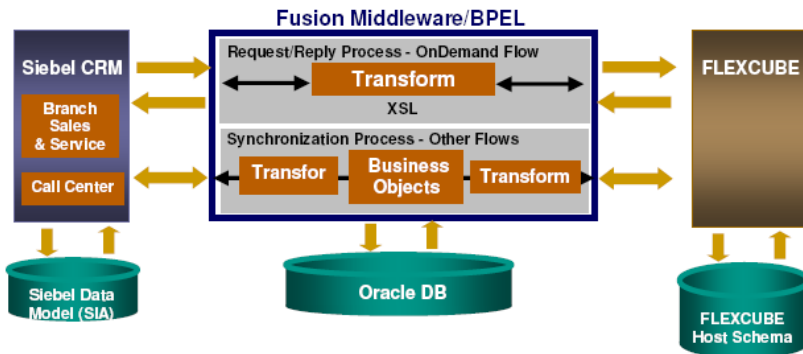 Fusion Middleware/BPEL
Siebel CRM
Branch
Sales
& Service
Call Center
Request/Reply Process - OnDemand Flow
Transform
XSL
Synchronization Process - Other Flows
Transfor
Business
Objects
Transform
FLEXCUBE
Siebel Data
Model (SIA)
Oracle DB
FLEXCUBE
Host Schema